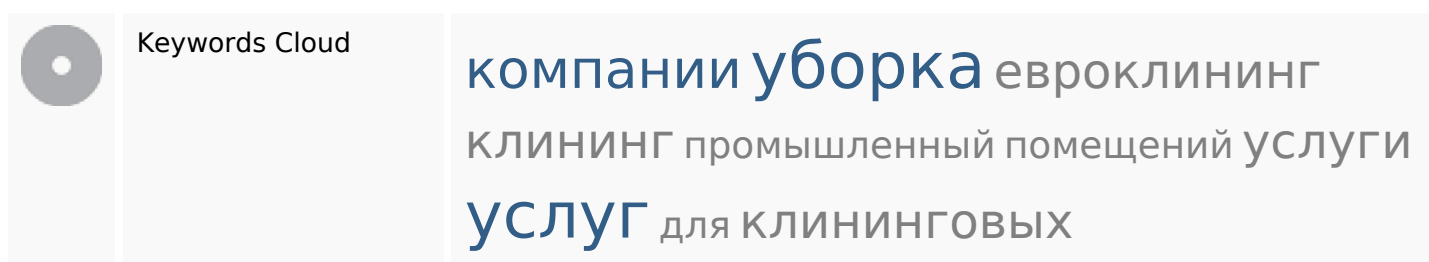 Keywords Cloud
компании уборка евроклининг
клининг промышленный помещений услуги
услуг для клининговых